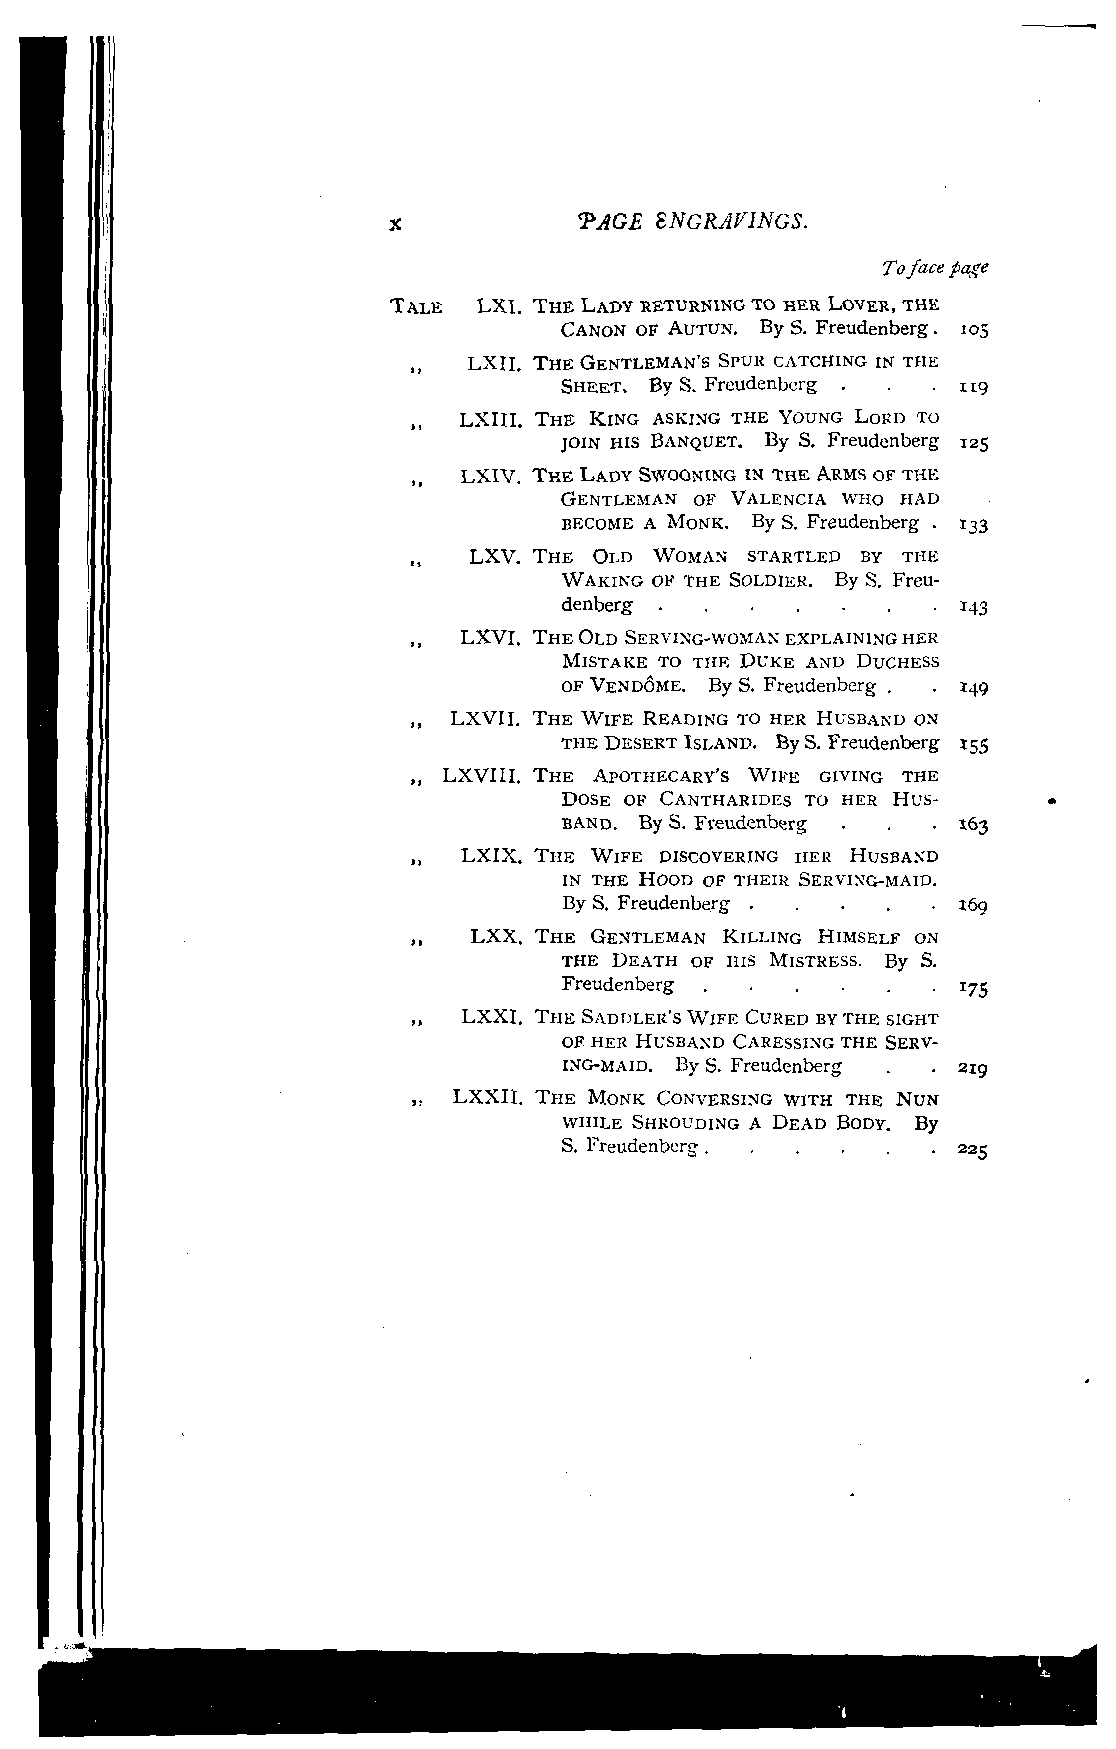 x PAGE ENGRAVINGS.
To face page
TALE LXI. THE LADY RETURNING TO HER LOVER, THE
CANON OF AUTUN. By S. Freudenberg . 105
,, LXII. THE GENTLEMAN'S SPUR CATCHING IN THE
SHEET. By S. Freudenberg . . . 119
,, LXIII. THE KING ASKING THE YOUNG LORD TO
JOIN HIS BANQUET. By S. Freudenberg 125
,, LXIV. THE LADY SWOONING IN THE ARMS OF THE
GENTLEMAN OF VALENCIA WHO HAD
BECOME A MONK. By S. Freudenberg . 133
,, LXV. THE OLD WOMAN STARTLED BY THE
WAKING OF THE SOLDIER. By S. Freu-
denberg . . . . . . . 143
,, LXVI. THE OLD SERVING-WOMAN EXPLAINING HER
MISTAKE TO THE DUKE AND DUCHESS
OF VENDÔME. By S. Freudenberg . . 149
,, LXVII. THE WIFE READING TO HER HUSBAND ON
THE DESERT ISLAND. By S. Freudenberg 155
,, LXVIII. THE APOTHECARY'S WIFE GIVING THE
DOSE OF CANTHARIDES TO HER HUS-
BAND. By S. Freudenberg . . . 163
,, LXIX. THE WIFE DISCOVERING HER HUSBAND
IN THE HOOD OF THEIR SERVING-MAID.
By S. Freudenberg . . . . . 169
,, LXX. THE GENTLEMAN KILLING HIMSELF ON
THE DEATH OF HIS MISTRESS. By S.
Freudenberg . . . . . . 175
,, LXXI. THE SADDLER'S WIFE CURED BY THE SIGHT
OF HER HUSBAND CARESSING THE SERV-
ING-MAID. By S. Freudenberg . . 219
,, LXXII. THE MONK CONVERSING WITH THE NUN
WHILE SHROUDING A DEAD BODY. By
S. Freudenberg . . . . . . 225